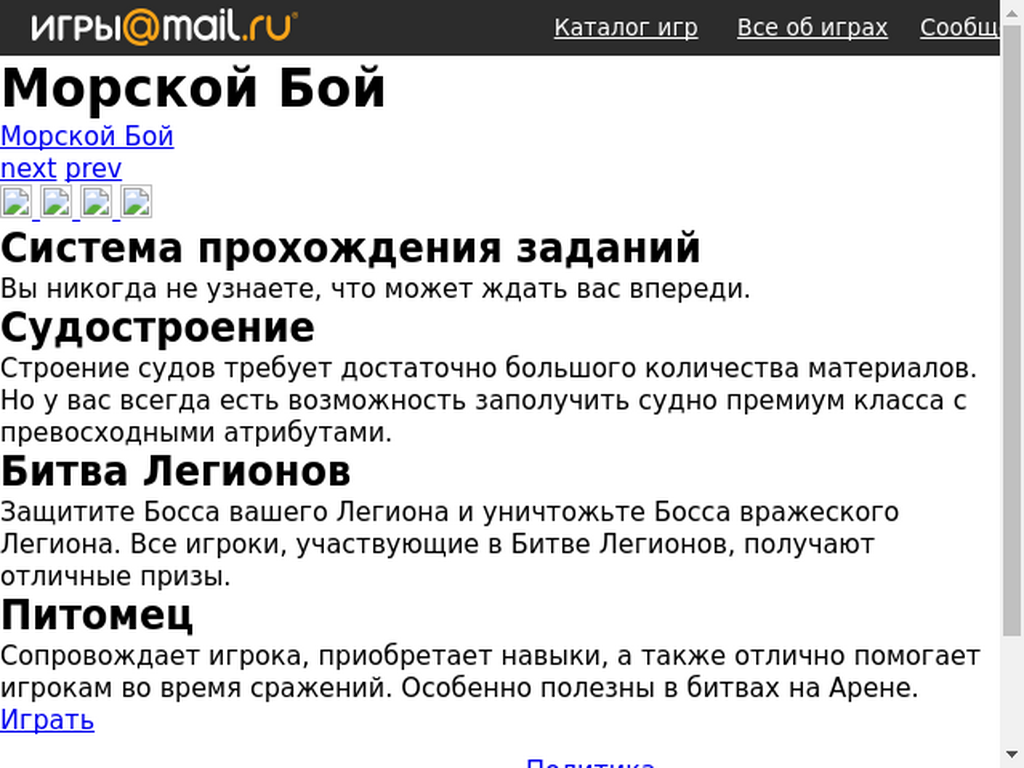 игры@mail.ru
Каталог игр Все об играх Сообщ
Морской Бой
Морской Бой
next prev
Система прохождения заданий
Вы никогда не узнаете, что может ждать вас впереди.
Судостроение
Строение судов требует достаточно большого количества материалов.
Но у вас всегда есть возможность заполучить судно премиум класса с
превосходными атрибутами.
Битва Легионов
Защитите Босса вашего Легиона и уничтожьте Босса вражеского
Легиона. Все игроки, участвующие в Битве Легионов, получают
отличные призы.
Питомец
Сопровождает игрока, приобретает навыки, а также отлично помогает
игрокам во время сражений. Особенно полезны в битвах на Арене.
Играть
Политика